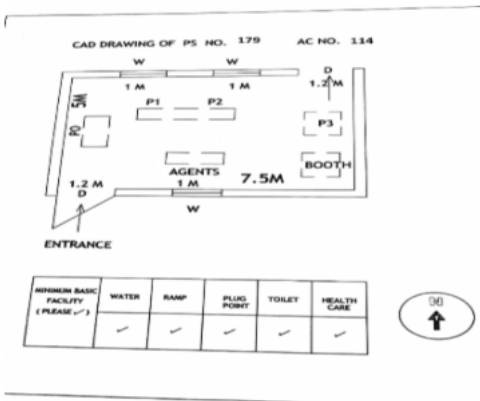 CAD DRAWING OF PS NO. 179 AC NO. 114
W W D
1 M 1 M 1.2 M
5M
P1 P2
P3
PO
AGENTS BOOTH
1.2 M 1 M 7.5M
D
W
ENTRANCE
MINIMUM BASIC FACILITY (PLEASE ✓) WATER RAMP PLUG POINT TOILET HEALTH CARE
✓ ✓ ✓ ✓ ✓
N